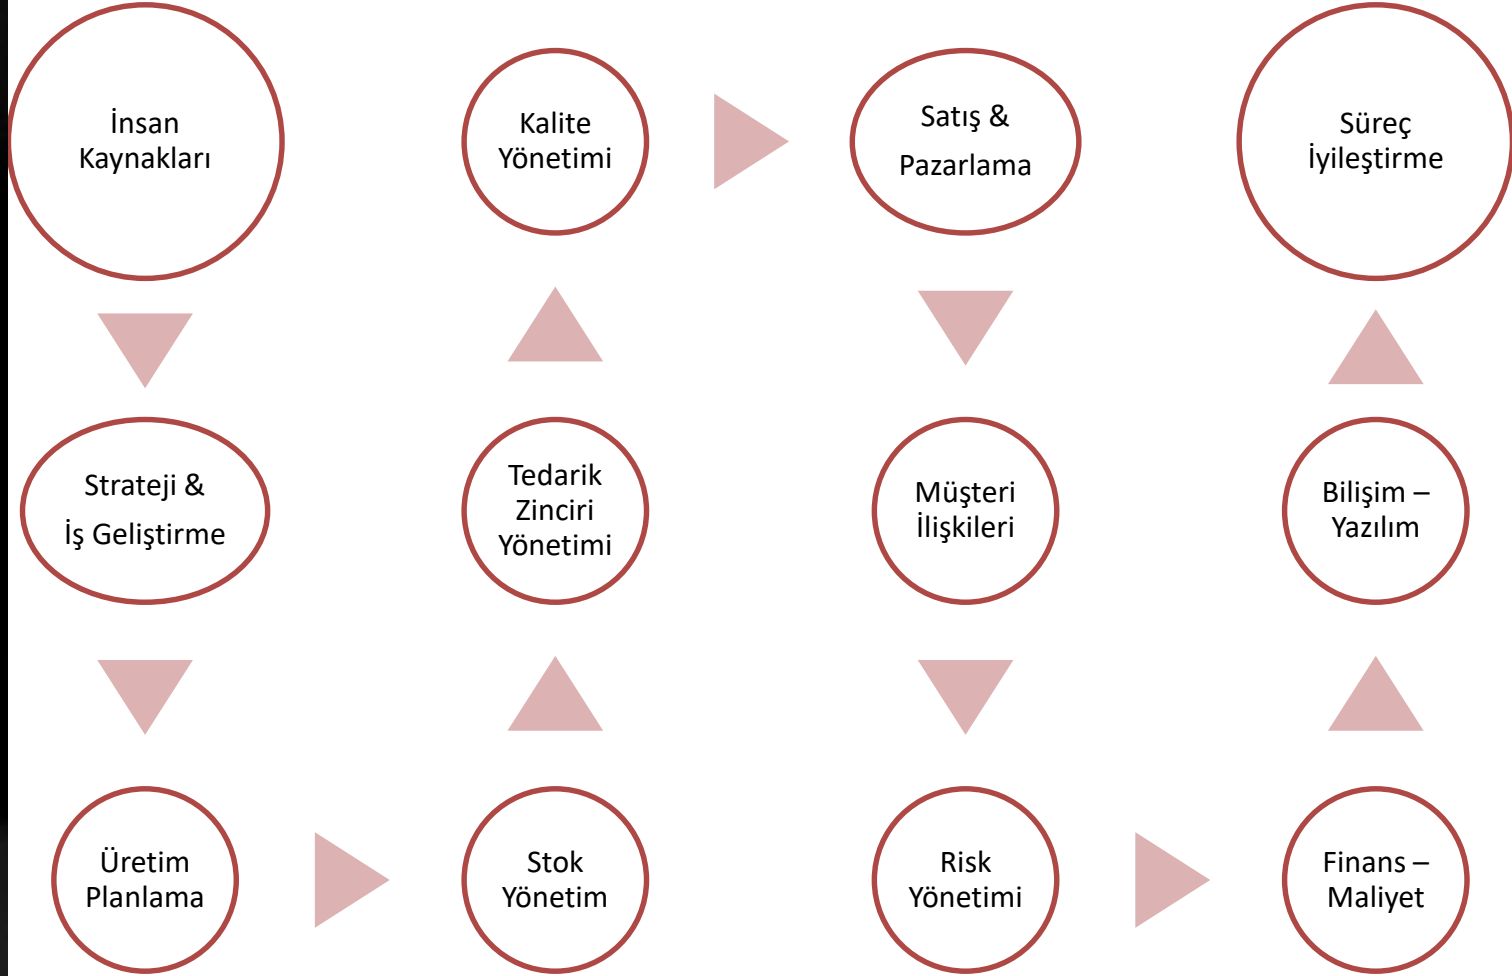 İnsan
Kaynakları
Strateji &
İş Geliştirme
Üretim
Planlama
Stok
Yönetim
Tedarik
Zinciri
Yönetimi
Kalite
Yönetimi
Satış &
Pazarlama
Müşteri
İlişkileri
Risk
Yönetimi
Finans –
Maliyet
Bilişim –
Yazılım
Süreç
İyileştirme